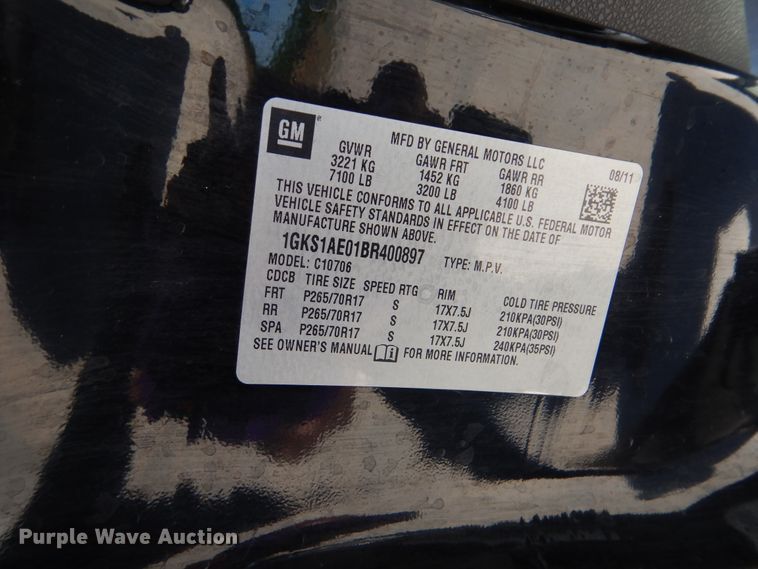 GM
MFD BY GENERAL MOTORS LLC
08/11
GVWR GAWR FRT GAWR RR
3221 KG 1452 KG 1860 KG
7100 LB 3200 LB 4100 LB
THIS VEHICLE CONFORMS TO ALL APPLICABLE U.S. FEDERAL MOTOR
VEHICLE SAFETY STANDARDS IN EFFECT ON THE DATE OF
MANUFACTURE SHOWN ABOVE.
1GKS1AE01BR400897 TYPE: M.P.V.
MODEL: C10706
CDCB TIRE SIZE SPEED RTG RIM COLD TIRE PRESSURE
FRT P265/70R17 S 17X7.5J 210KPA(30PSI)
RR P265/70R17 S 17X7.5J 210KPA(30PSI)
SPA P265/70R17 S 17X7.5J 240KPA(35PSI)
SEE OWNER'S MANUAL FOR MORE INFORMATION.
Purple Wave Auction